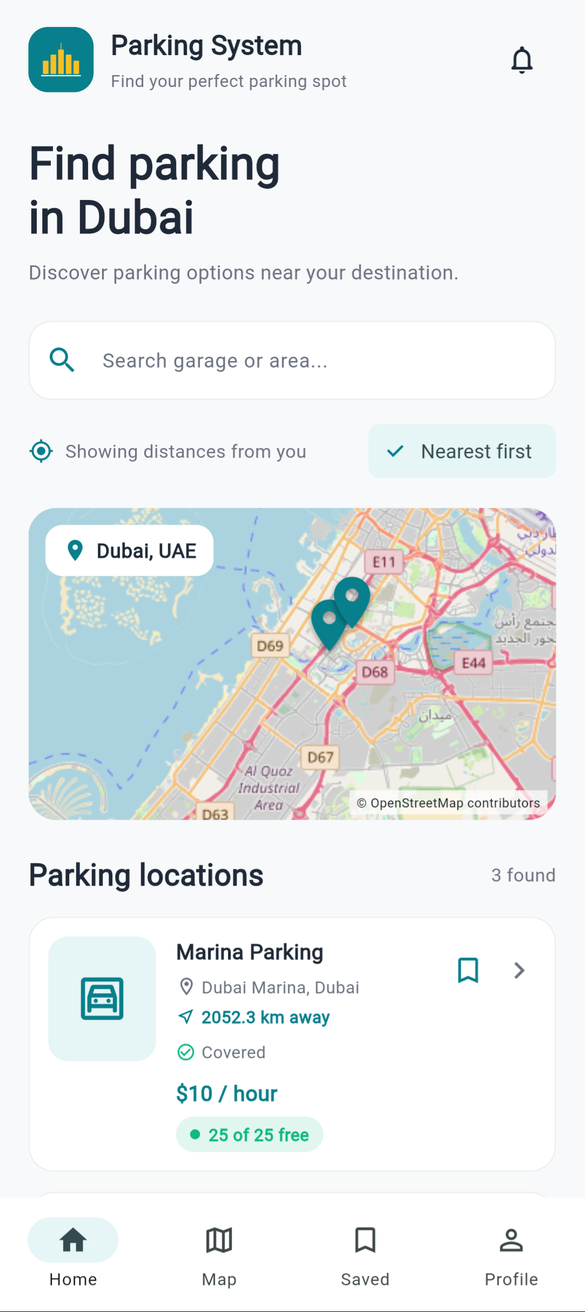 Parking System
Find your perfect parking spot
Find parking
in Dubai
Discover parking options near your destination.
Search garage or area...
Showing distances from you
Nearest first
Dubai, UAE
E11
D69
D68
E44
ميدان
D67
Al Quoz
Industrial
Area
D63
© OpenStreetMap contributors
Parking locations
3 found
Marina Parking
Dubai Marina, Dubai
2052.3 km away
Covered
$10 / hour
25 of 25 free
Home
Map
Saved
Profile